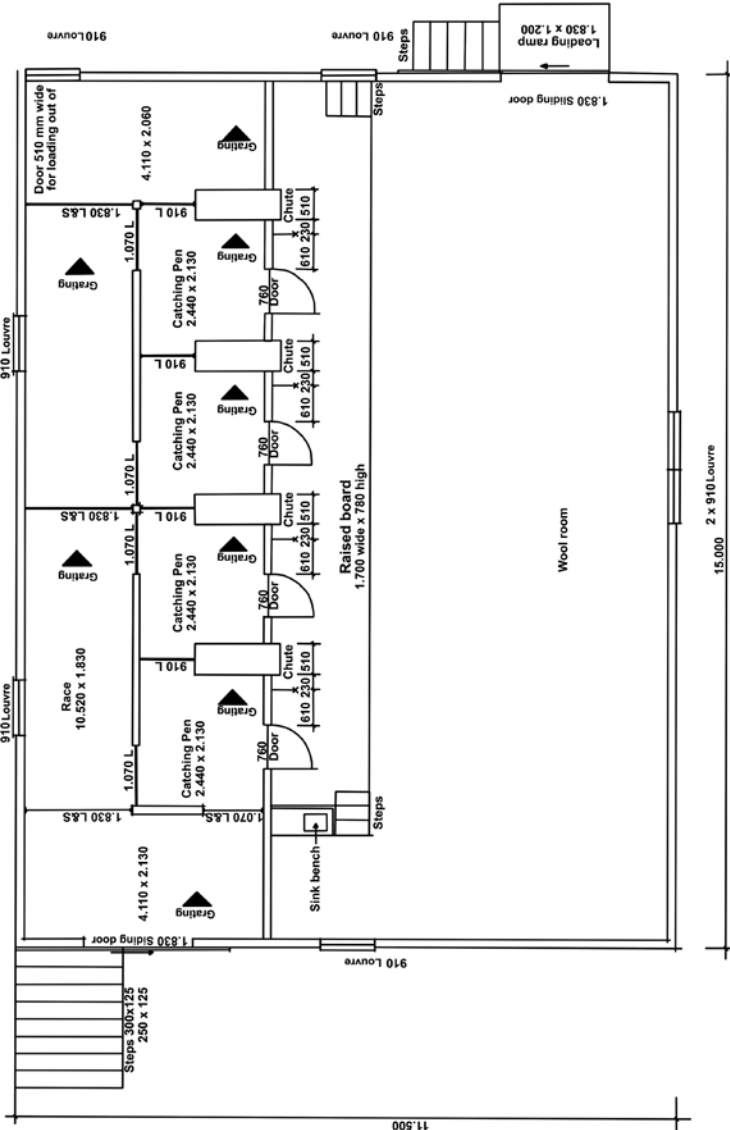 910 Louvre
910 Louvre
Steps
Loading ramp
1.830 x 1.200
Door 510 mm wide
for loading out of
4.110 x 2.060
Grating
Steps
1.830 Sliding door
1.830 L&S
910 L
1.070 L
Grating
Catching Pen
2.440 x 2.130
Grating
Chute
610 230 510
760
Door
910 Louvre
910 L
Catching Pen
2.440 x 2.130
Grating
Chute
610 230 510
760
Door
1.070 L
1.830 L&S
910 L
1.070 L
Grating
Catching Pen
2.440 x 2.130
Grating
Chute
610 230 510
760
Door
Raised board
1.700 wide x 780 high
Wool room
2 x 910 Louvre
15.000
910 Louvre
Race
10.520 x 1.830
910 L
Catching Pen
2.440 x 2.130
Grating
Chute
610 230 510
760
Door
1.070 L
1.830 L&S
1.070 L&S
Steps
Sink bench
4.110 x 2.130
Grating
1.830 Sliding door
910 Louvre
Steps 300x125
250 x 125
11.500